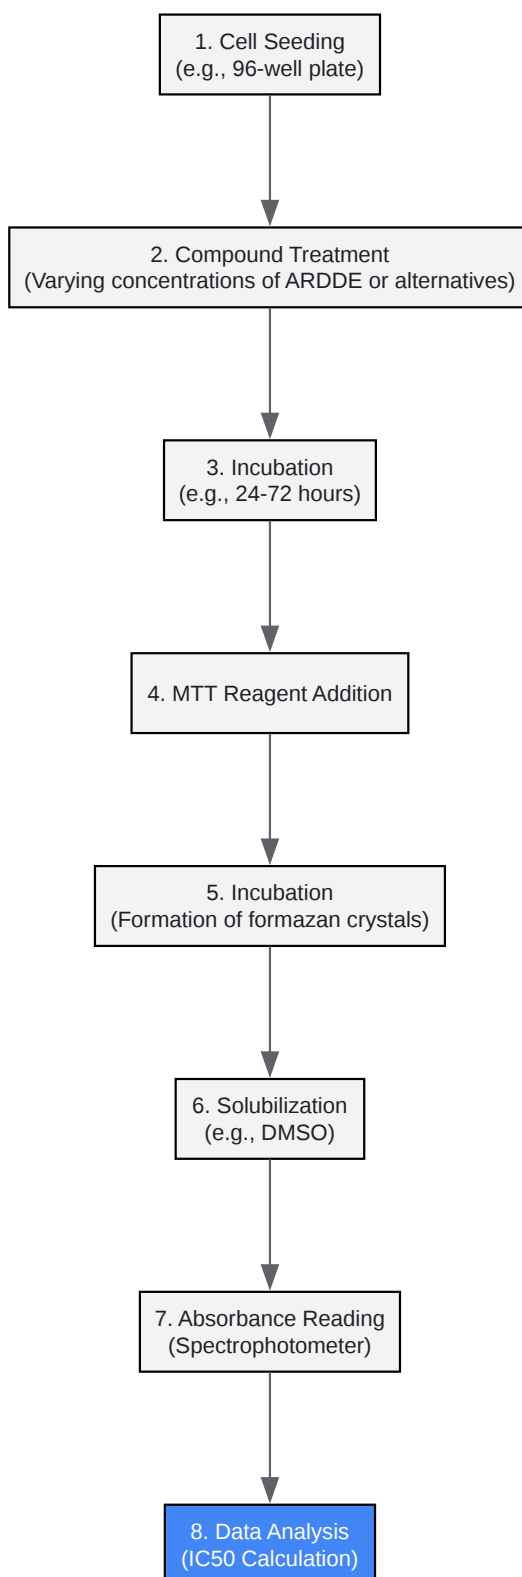 1. Cell Seeding
(e.g., 96-well plate)
2. Compound Treatment
(Varying concentrations of ARDDE or alternatives)
3. Incubation
(e.g., 24-72 hours)
4. MTT Reagent Addition
5. Incubation
(Formation of formazan crystals)
6. Solubilization
(e.g., DMSO)
7. Absorbance Reading
(Spectrophotometer)
8. Data Analysis
(IC50 Calculation)